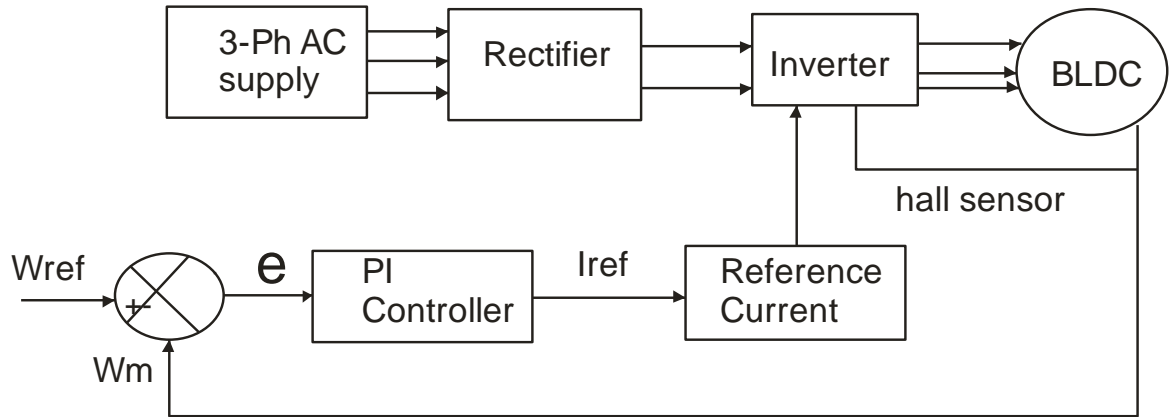 3-Ph AC
supply
Rectifier
Inverter
BLDC
hall sensor
Wref
+
e
PI
Controller
Iref
Reference
Current
Wm